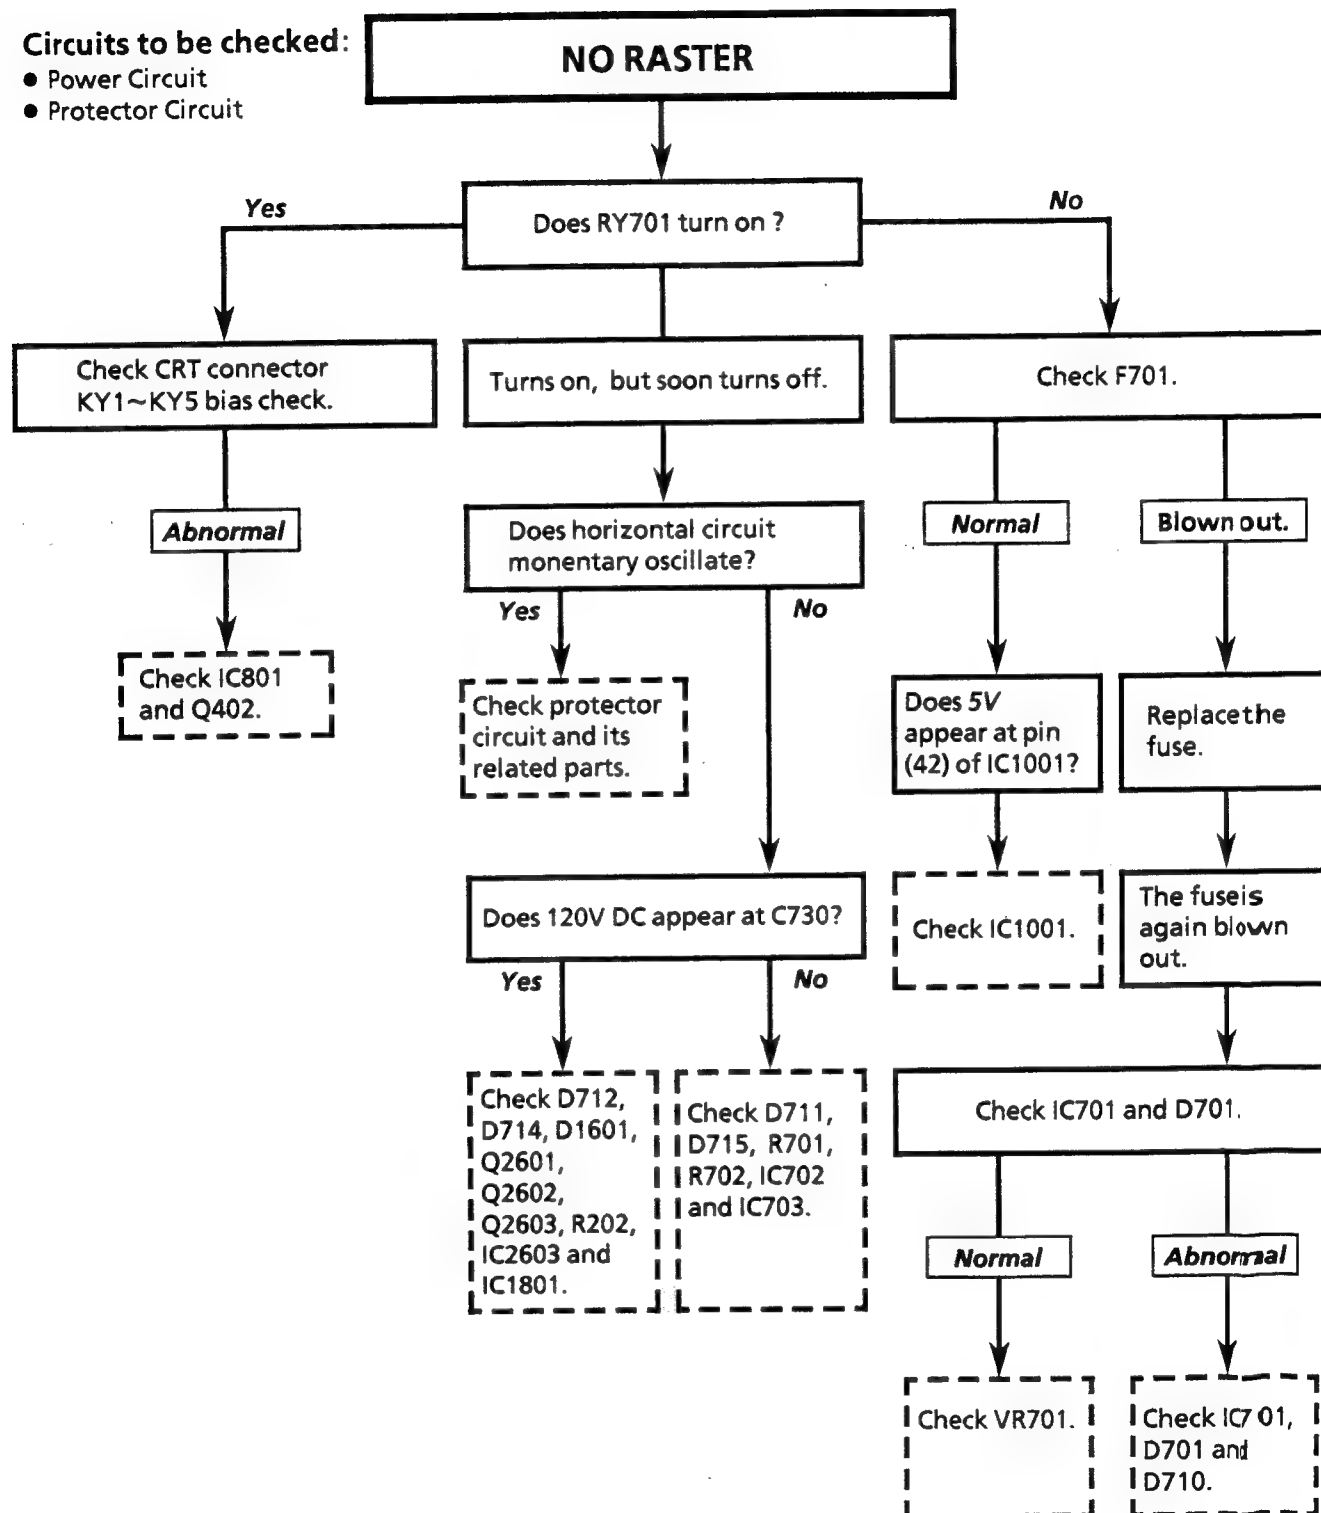 Circuits to be checked:
● Power Circuit
● Protector Circuit
NO RASTER
Does RY701 turn on ?
Yes
No
Check CRT connector
KY1~KY5 bias check.
Turns on, but soon turns off.
Check F701.
Abnormal
Does horizontal circuit
monentary oscillate?
Normal
Blown out.
Yes
No
Check IC801
and Q402.
Check protector
circuit and its
related parts.
Does 5V
appear at pin
(42) of IC1001?
Replace the
fuse.
Does 120V DC appear at C730?
Check IC1001.
The fuse is
again blown
out.
Yes
No
Check D712,
D714, D1601,
Q2601,
Q2602,
Q2603, R202,
IC2603 and
IC1801.
Check D711,
D715, R701,
R702, IC702
and IC703.
Check IC701 and D701.
Normal
Abnormal
Check VR701.
Check IC701,
D701 and
D710.